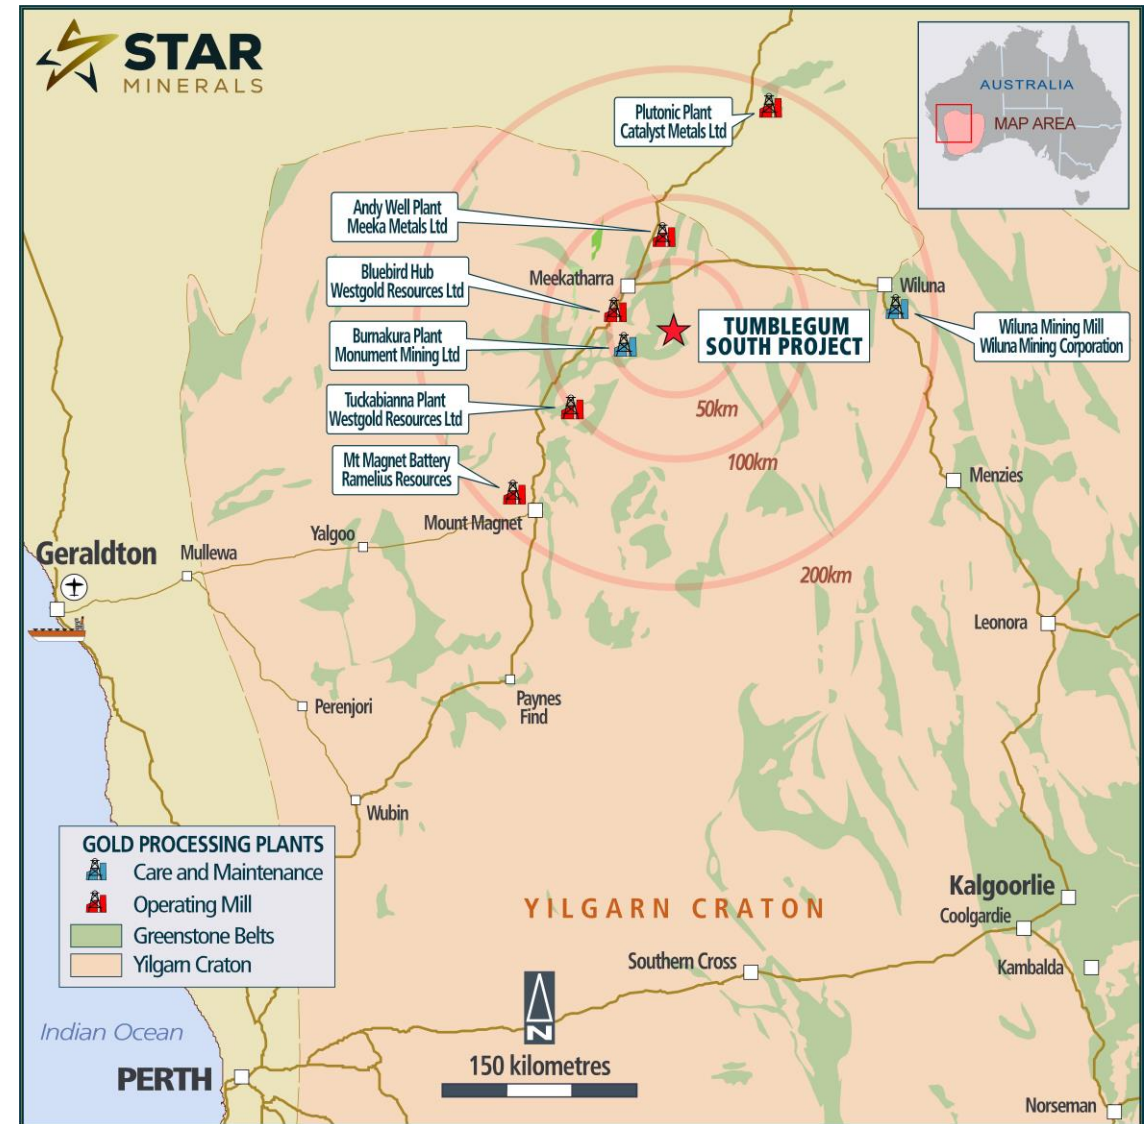 STAR
MINERALS
Plutonic Plant
Catalyst Metals Ltd
AUSTRALIA
MAP AREA
Andy Well Plant
Meeka Metals Ltd
Bluebird Hub
Westgold Resources Ltd
Meekatharra
Wiluna
Burnakura Plant
Monument Mining Ltd
TUMBLEGUM
SOUTH PROJECT
Wiluna Mining Mill
Wiluna Mining Corporation
Tuckabianna Plant
Westgold Resources Ltd
50km
100km
Mt Magnet Battery
Ramelius Resources
Menzies
Mount Magnet
Yalgoo
Geraldton
Mullewa
200km
Leonora
Paynes
Find
Perenjori
Wubin
GOLD PROCESSING PLANTS
Care and Maintenance
Operating Mill
Greenstone Belts
Yilgarn Craton
YILGARN CRATON
Kalgoorlie
Coolgardie
Southern Cross
Kambalda
N
Indian Ocean
150 kilometres
PERTH
Norseman